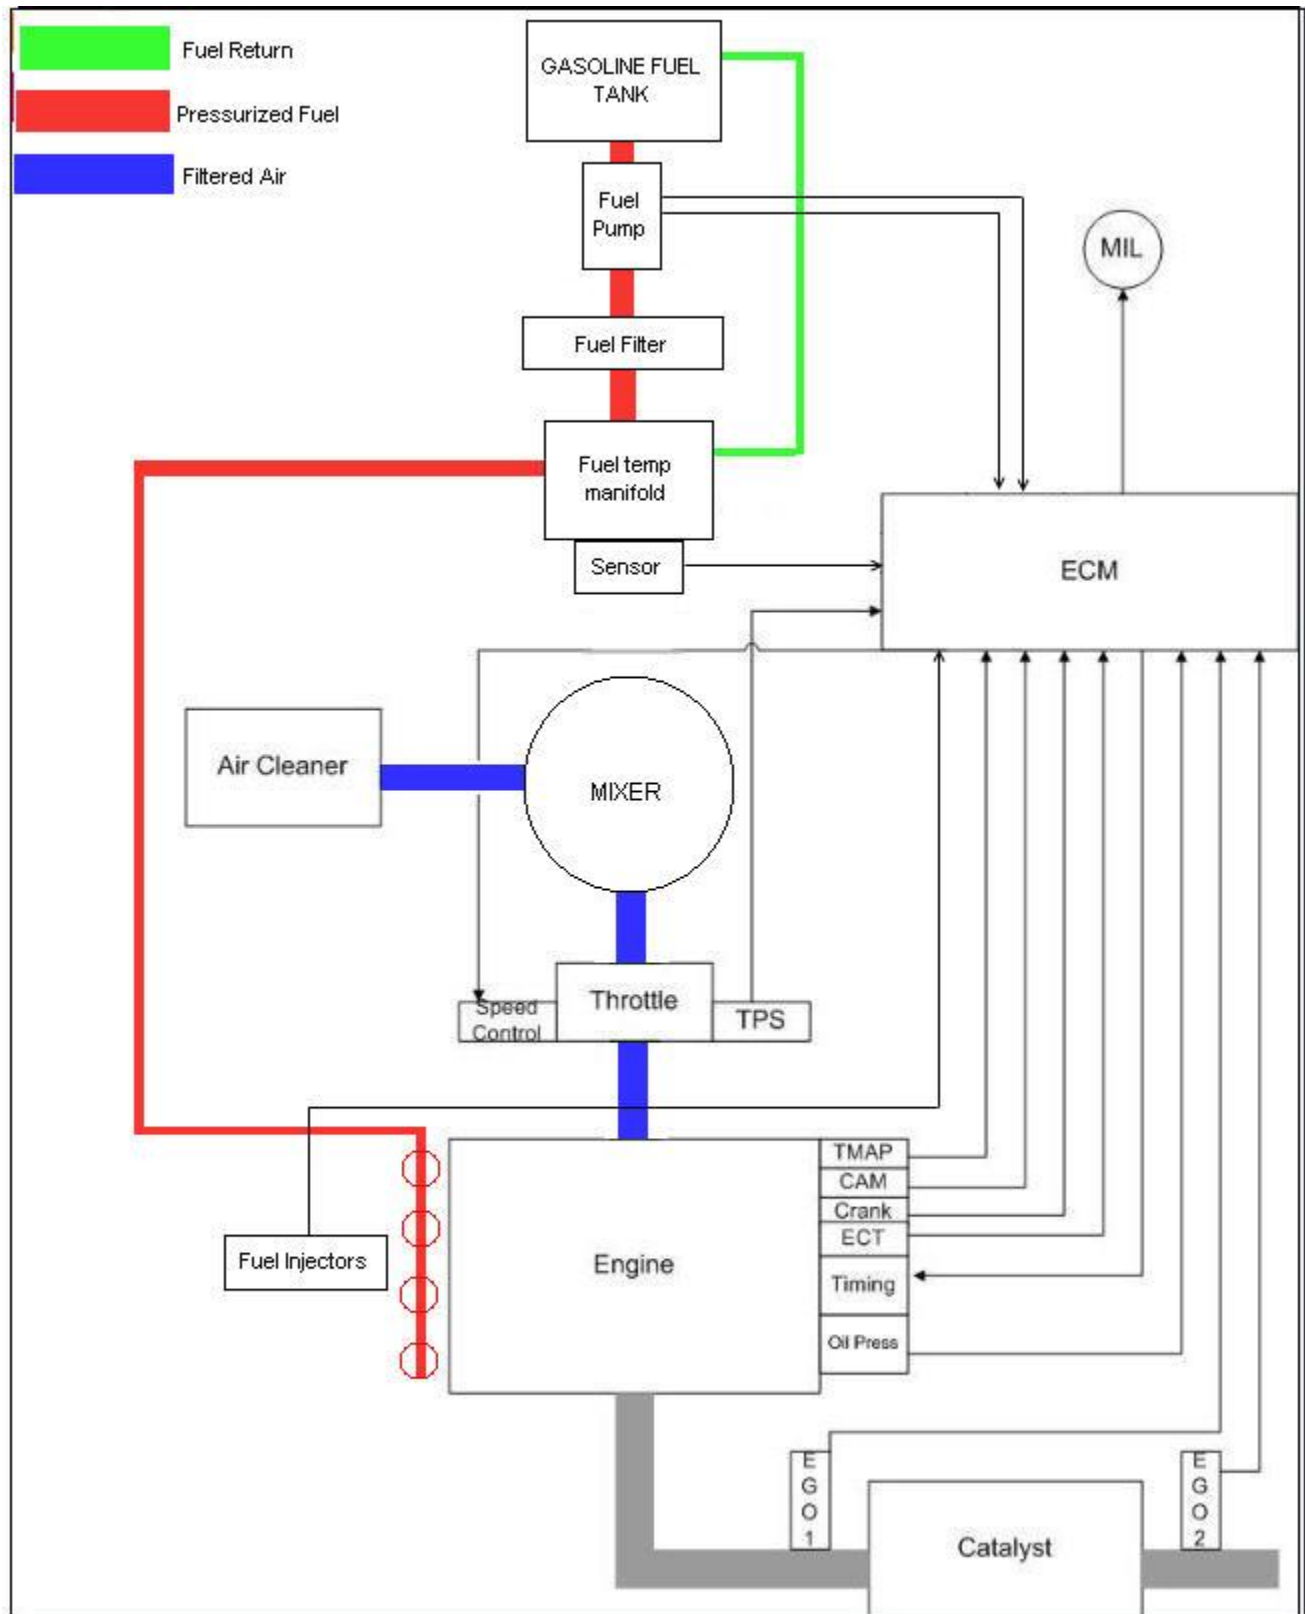 Fuel Return
Pressurized Fuel
Filtered Air
GASOLINE FUEL
TANK
Fuel
Pump
MIL
Fuel Filter
Fuel temp
manifold
Sensor
ECM
Air Cleaner
MIXER
Speed
Control
Throttle
TPS
TMAP
CAM
Crank
ECT
Timing
Oil Press
Engine
Fuel Injectors
E
G
O
1
E
G
O
2
Catalyst